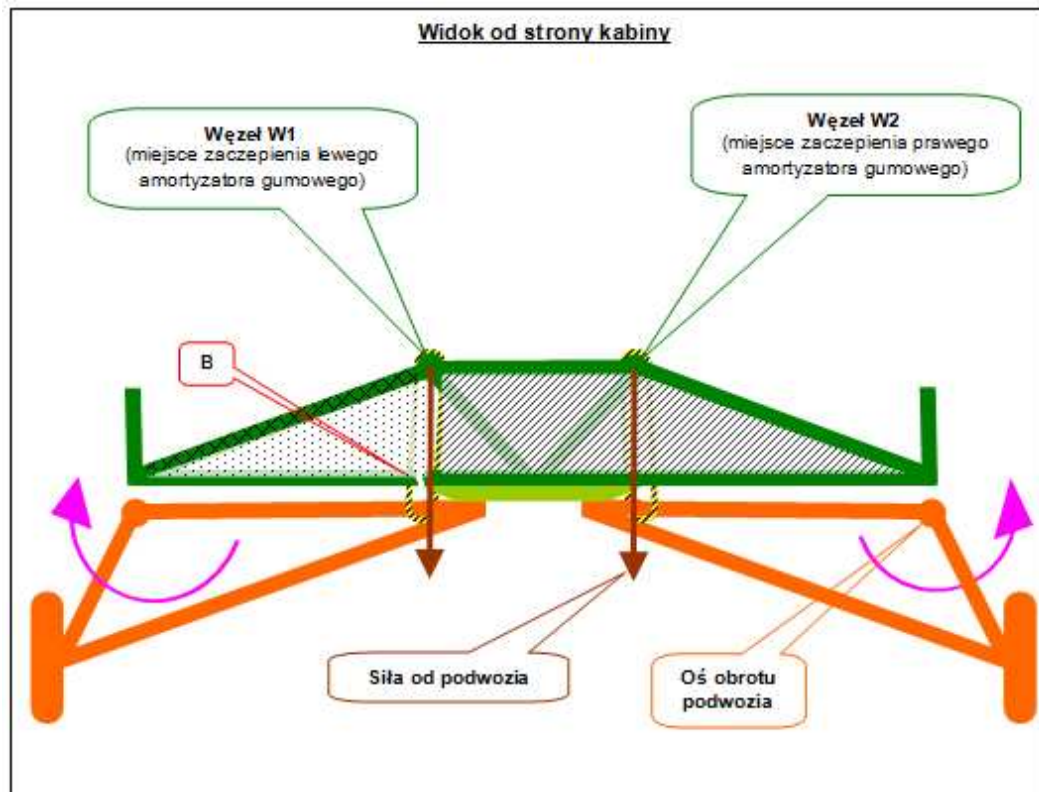 Widok od strony kabiny
Węzeł W1
(miejsce zaczepienia lewego
amortyzatora gumowego)
Węzeł W2
(miejsce zaczepienia prawego
amortyzatora gumowego)
B
Siła od podwozia
Oś obrotu
podwozia